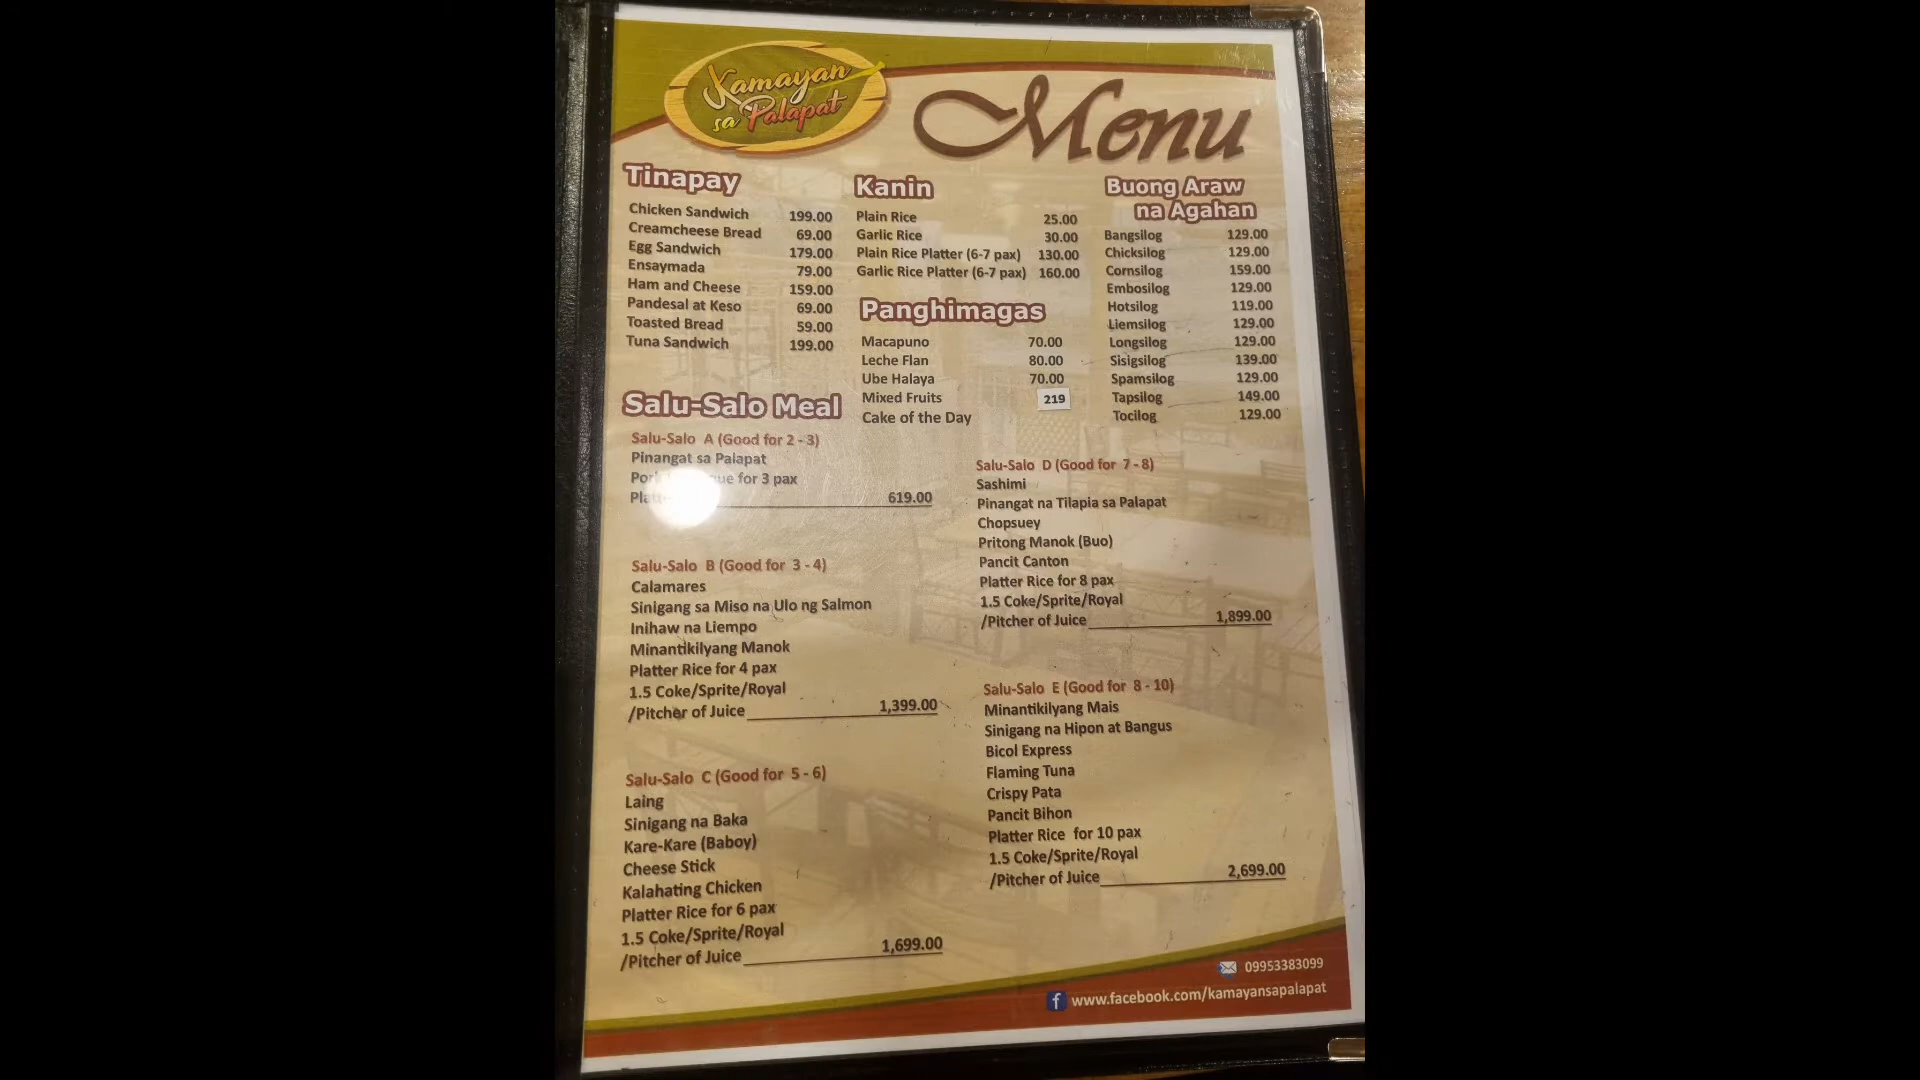 Kamayan
sa Palapat
Menu
Tinapay
Chicken Sandwich 199.00
Creamcheese Bread 69.00
Egg Sandwich 179.00
Ensaymada 79.00
Ham and Cheese 159.00
Pandesal at Keso 69.00
Toasted Bread 59.00
Tuna Sandwich 199.00
Kanin
Plain Rice 25.00
Garlic Rice 30.00
Plain Rice Platter (6-7 pax) 130.00
Garlic Rice Platter (6-7 pax) 160.00
Panghimagas
Macapuno 70.00
Leche Flan 80.00
Ube Halaya 70.00
Mixed Fruits 219
Cake of the Day
Buong Araw
na Agahan
Bangsilog 129.00
Chicksilog 129.00
Cornsilog 159.00
Embosilog 129.00
Hotsilog 119.00
Liemsilog 129.00
Longsilog 129.00
Sisigsilog 139.00
Spamsilog 129.00
Tapsilog 149.00
Tocilog 129.00
Salu-Salo Meal
Salu-Salo A (Good for 2 - 3)
Pinangat sa Palapat
for 3 pax
619.00
Salu-Salo B (Good for 3 - 4)
Calamares
Sinigang sa Miso na Ulo ng Salmon
Inihaw na Liempo
Minantikilyang Manok
Platter Rice for 4 pax
1.5 Coke/Sprite/Royal
/Pitcher of Juice 1,399.00
Salu-Salo C (Good for 5 - 6)
Laing
Sinigang na Baka
Kare-Kare (Baboy)
Cheese Stick
Kalahating Chicken
Platter Rice for 6 pax
1.5 Coke/Sprite/Royal
/Pitcher of Juice 1,699.00
Salu-Salo D (Good for 7 - 8)
Sashimi
Pinangat na Tilapia sa Palapat
Chopsuey
Pritong Manok (Buo)
Pancit Canton
Platter Rice for 8 pax
1.5 Coke/Sprite/Royal
/Pitcher of Juice 1,899.00
Salu-Salo E (Good for 8 - 10)
Minantikilyang Mais
Sinigang na Hipon at Bangus
Bicol Express
Flaming Tuna
Crispy Pata
Pancit Bihon
Platter Rice for 10 pax
1.5 Coke/Sprite/Royal
/Pitcher of Juice 2,699.00
09953383099
www.facebook.com/kamayansapalapat